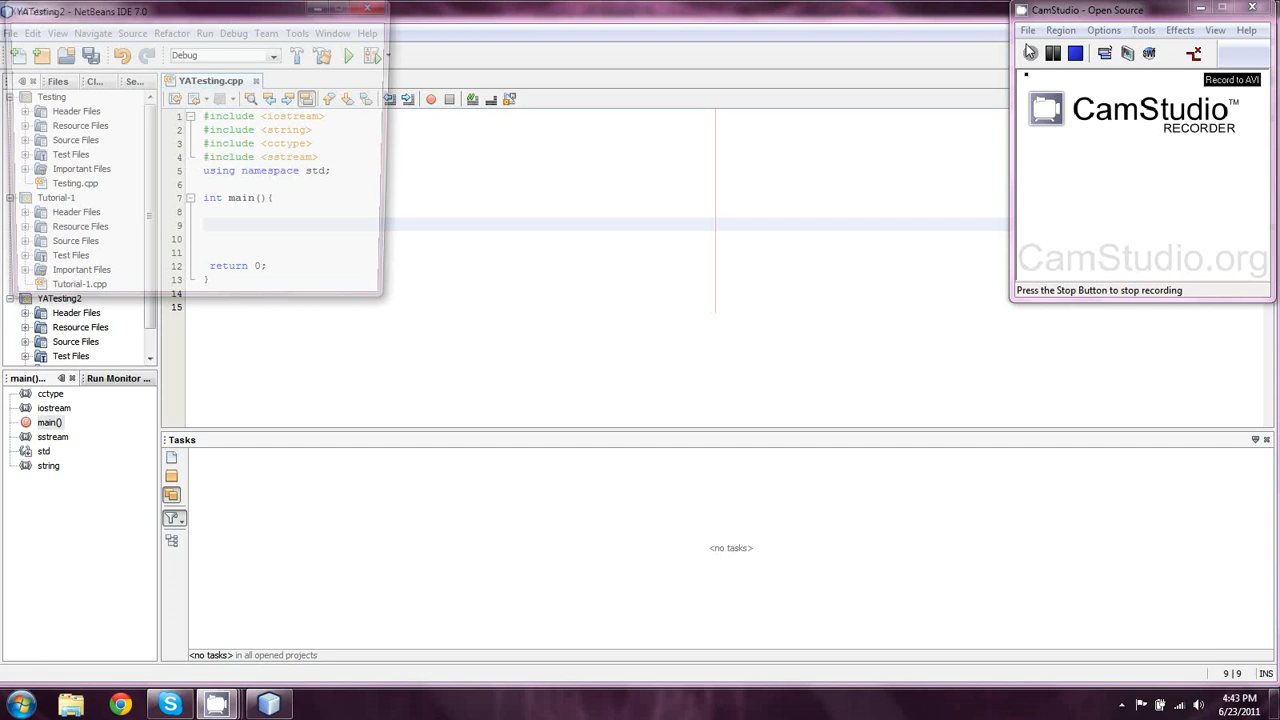 YATesting2 - NetBeans IDE 7.0
CamStudio - Open Source
File Edit View Navigate Source Refactor Run Debug Team Tools Window Help
File Region Options Tools Effects View Help
Debug
Record to AVI
Files Cl... Se...
YATesting.cpp
CamStudio™
RECORDER
CamStudio.org
Press the Stop Button to stop recording
Testing
Header Files
Resource Files
Source Files
Test Files
Important Files
Testing.cpp
Tutorial-1
Header Files
Resource Files
Source Files
Test Files
Important Files
Tutorial-1.cpp
YATesting2
Header Files
Resource Files
Source Files
Test Files
1 #include <iostream>
2 #include <string>
3 #include <cctype>
4 #include <sstream>
5 using namespace std;
6
7 int main(){
8
9
10
11
12 return 0;
13 }
14
15
main()... Run Monitor ...
cctype
iostream
main()
sstream
std
string
Tasks
<no tasks>
<no tasks> in all opened projects
9 | 9 INS
4:43 PM
6/23/2011